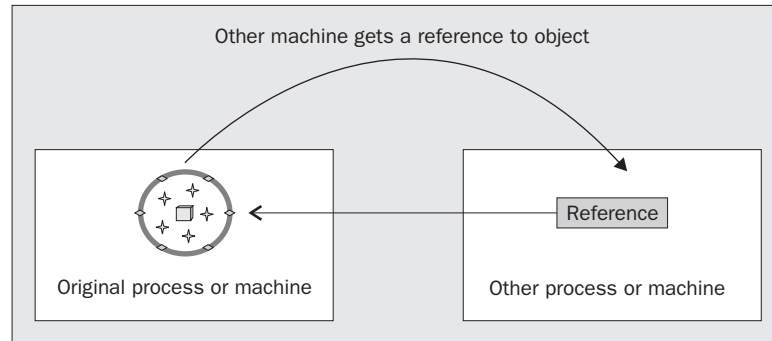 Other machine gets a reference to object
Reference
Original process or machine
Other process or machine